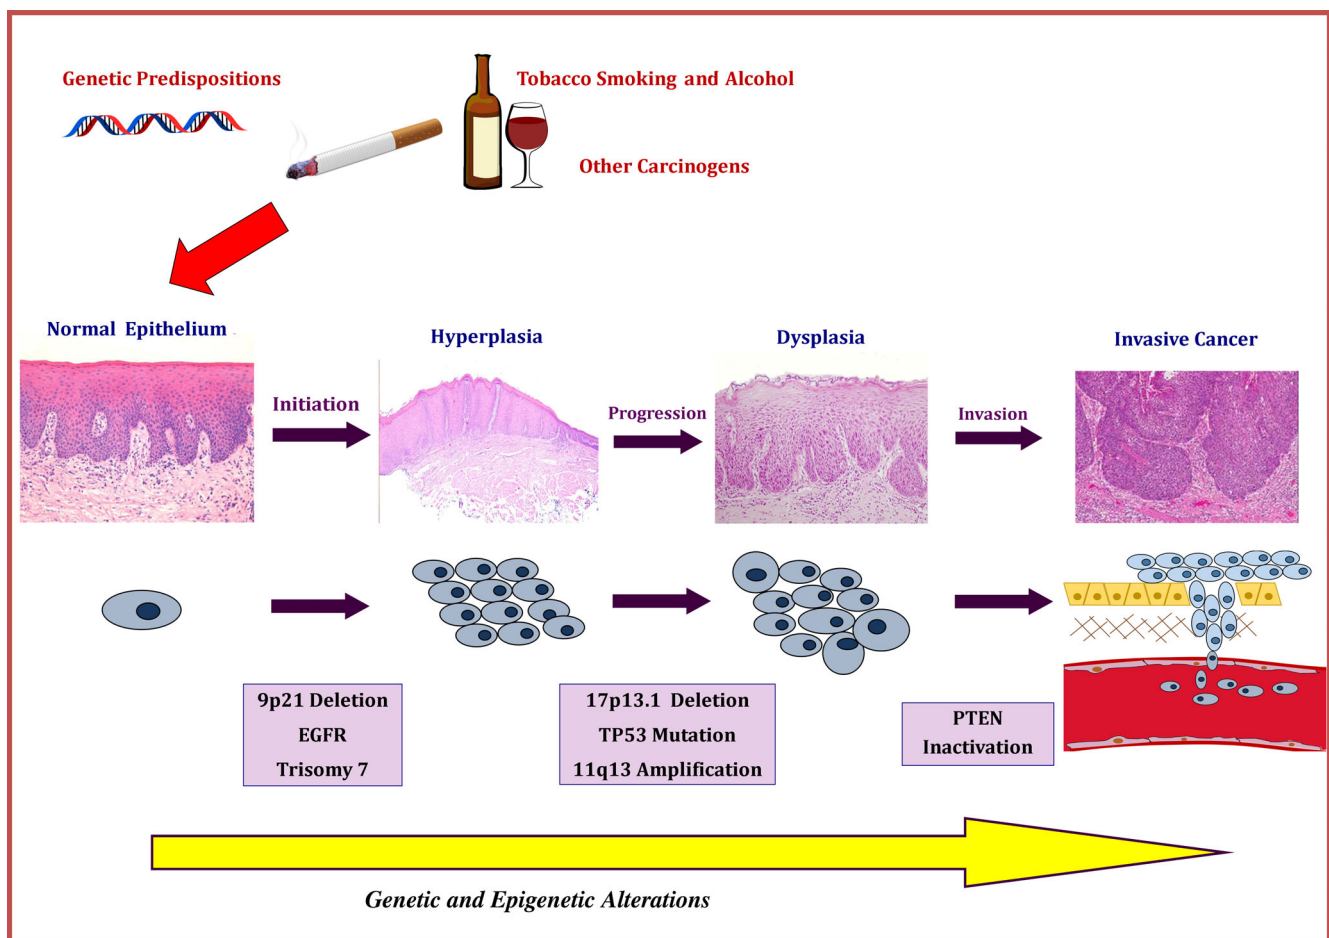 Genetic Predispositions
Tobacco Smoking and Alcohol
Other Carcinogens
Normal Epithelium
Hyperplasia
Dysplasia
Invasive Cancer
Initiation
Progression
Invasion
9p21 Deletion
EGFR
Trisomy 7
17p13.1 Deletion
TP53 Mutation
11q13 Amplification
PTEN
Inactivation
Genetic and Epigenetic Alterations